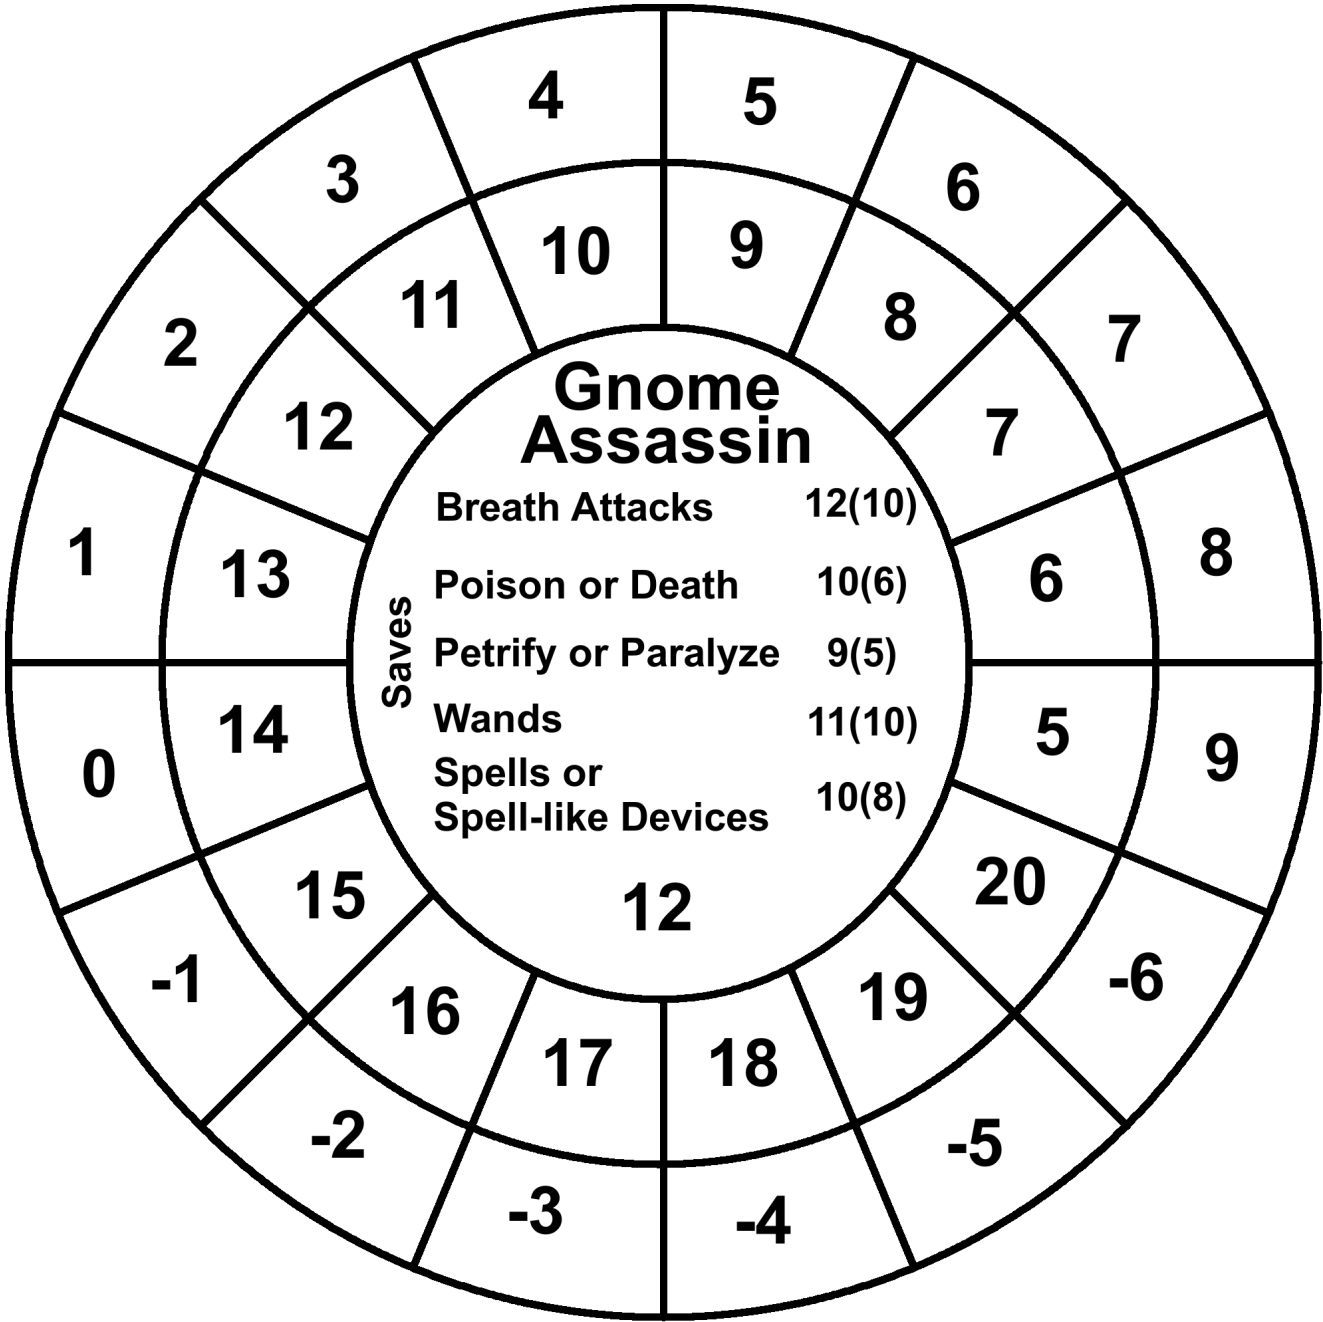 4 5
3 6
10 9
11 8
2 7
12 7
Gnome
Assassin
Breath Attacks 12(10)
1 8
13 6
Poison or Death 10(6)
Saves
Petrify or Paralyze 9(5)
Wands 11(10)
14 5
0 9
Spells or
Spell-like Devices 10(8)
15 20
12
-1 -6
16 19
17 18
-2 -5
-3 -4